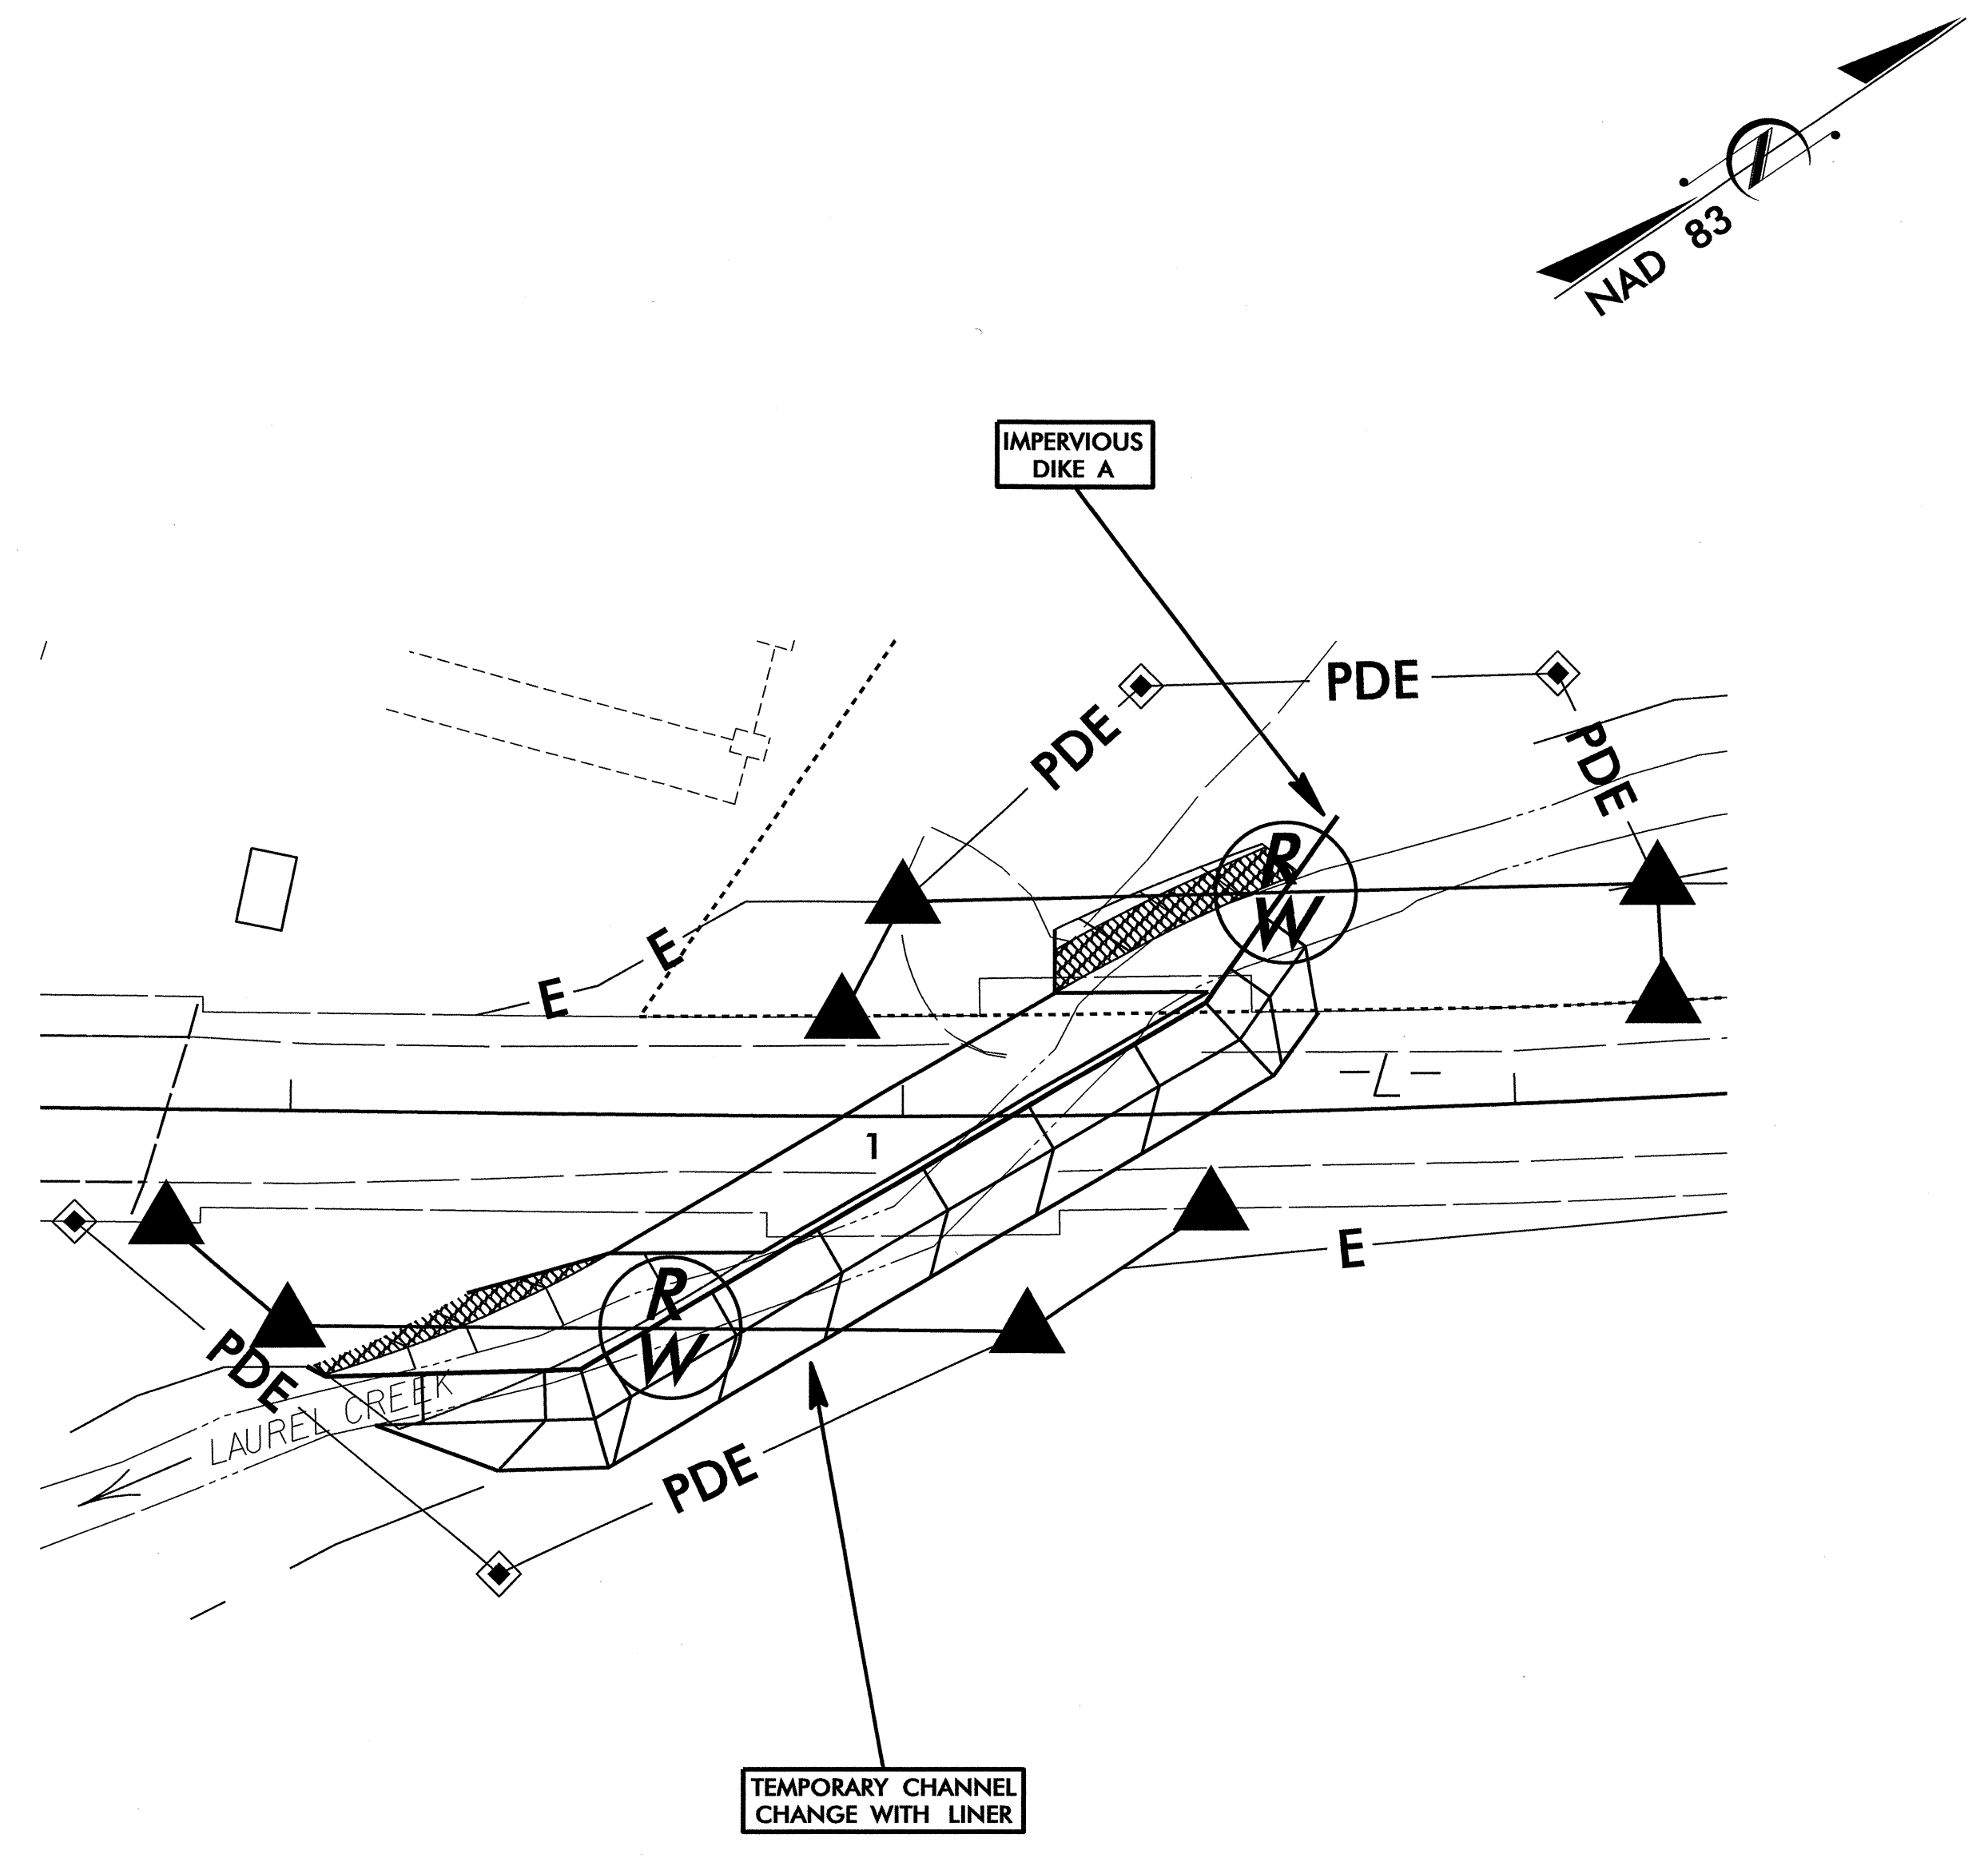 NAD 83
IMPERVIOUS
DIKE A
PDE
PDE
PDE
R
W
E
E
-L-
1
E
R
W
PDE
LAUREL CREEK
PDE
TEMPORARY CHANNEL
CHANGE WITH LINER